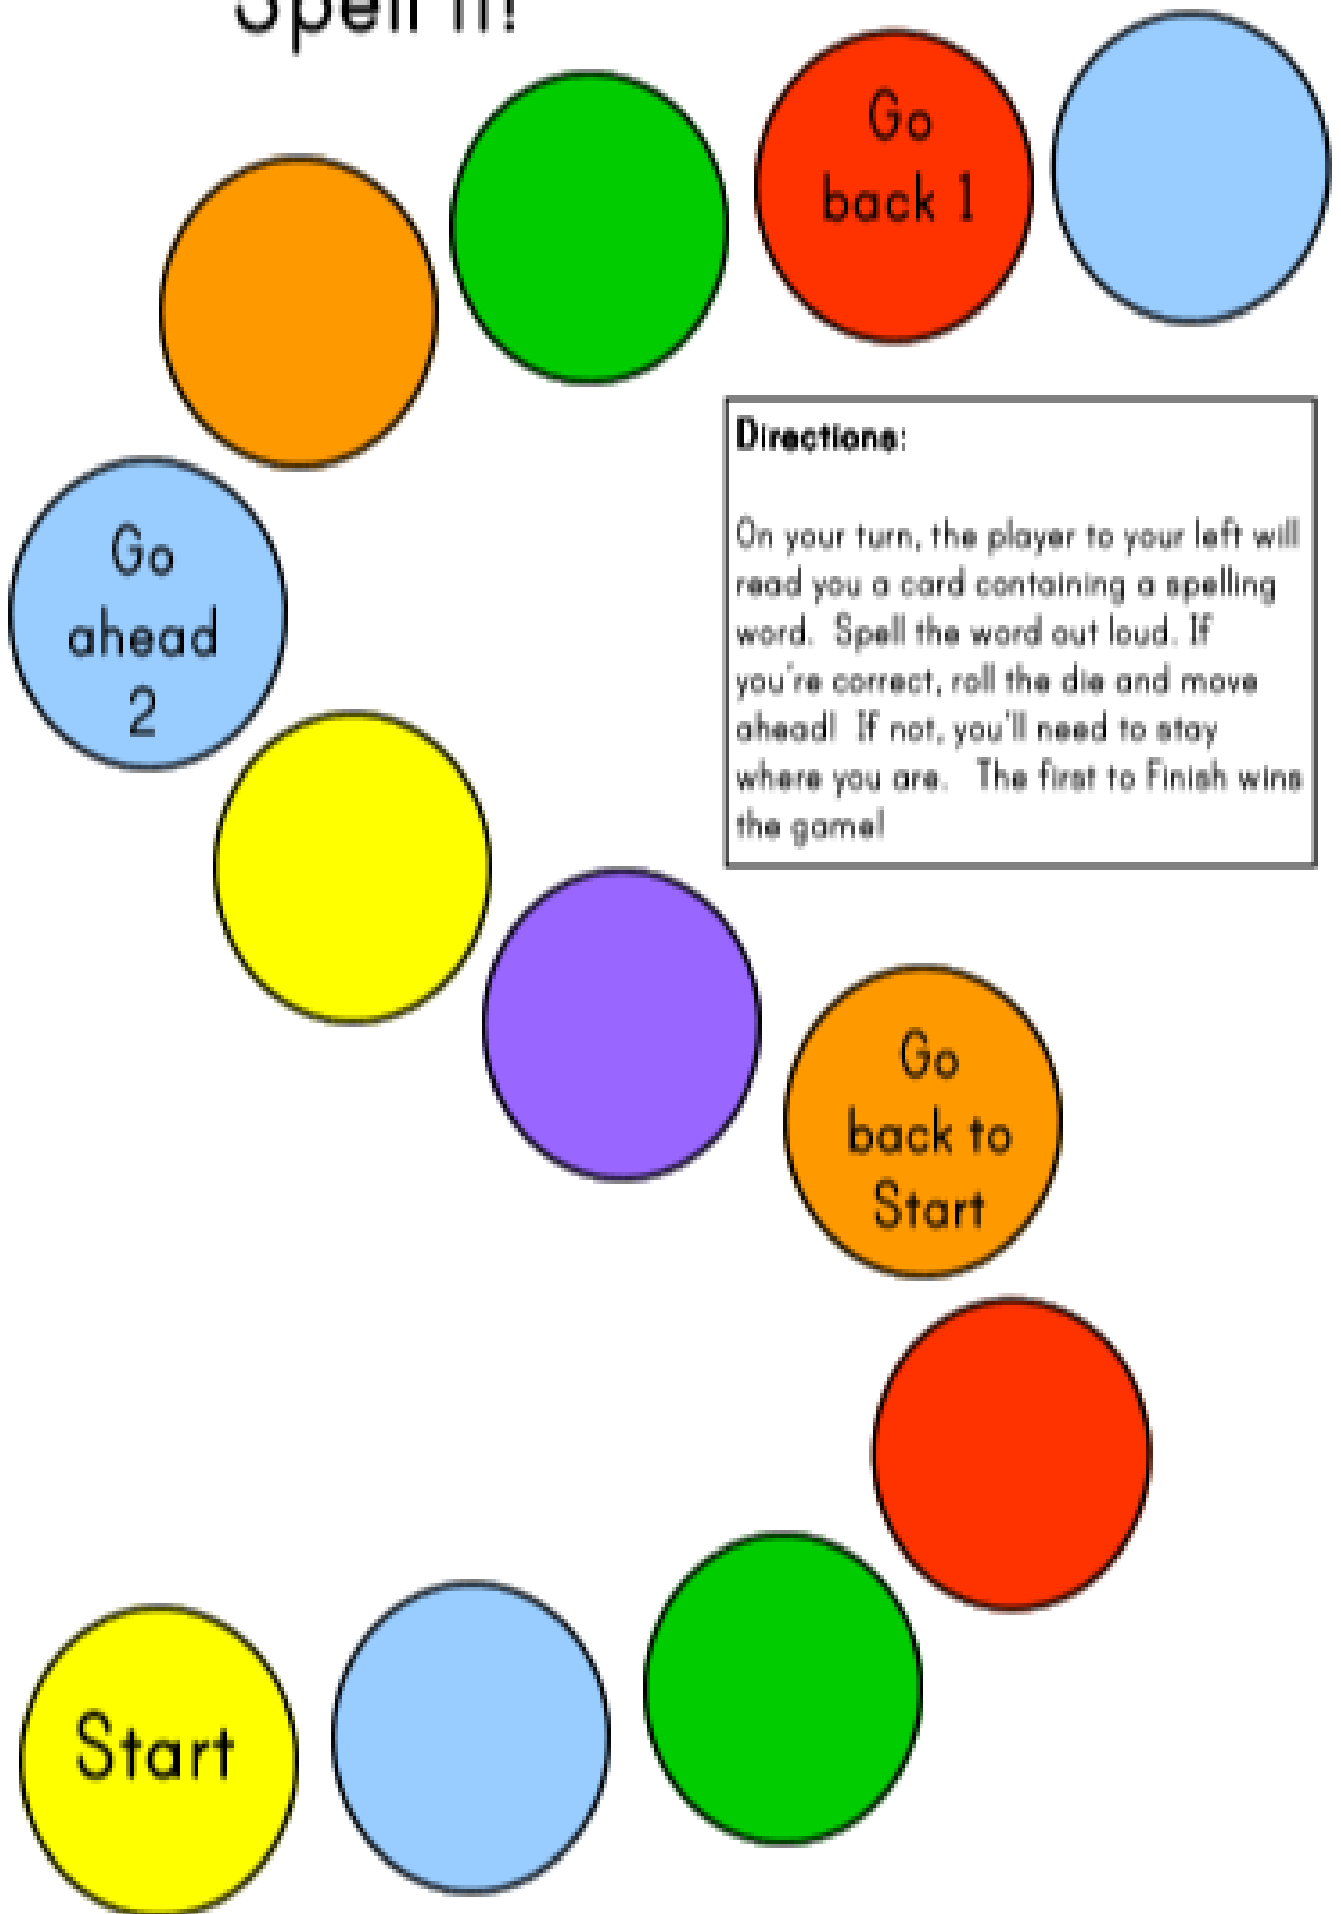 Spell It!
Go
back 1
Directions:
On your turn, the player to your left will
read you a card containing a spelling
word. Spell the word out loud. If
you're correct, roll the die and move
ahead! If not, you'll need to stay
where you are. The first to Finish wins
the game!
Go
ahead
2
Go
back to
Start
Start